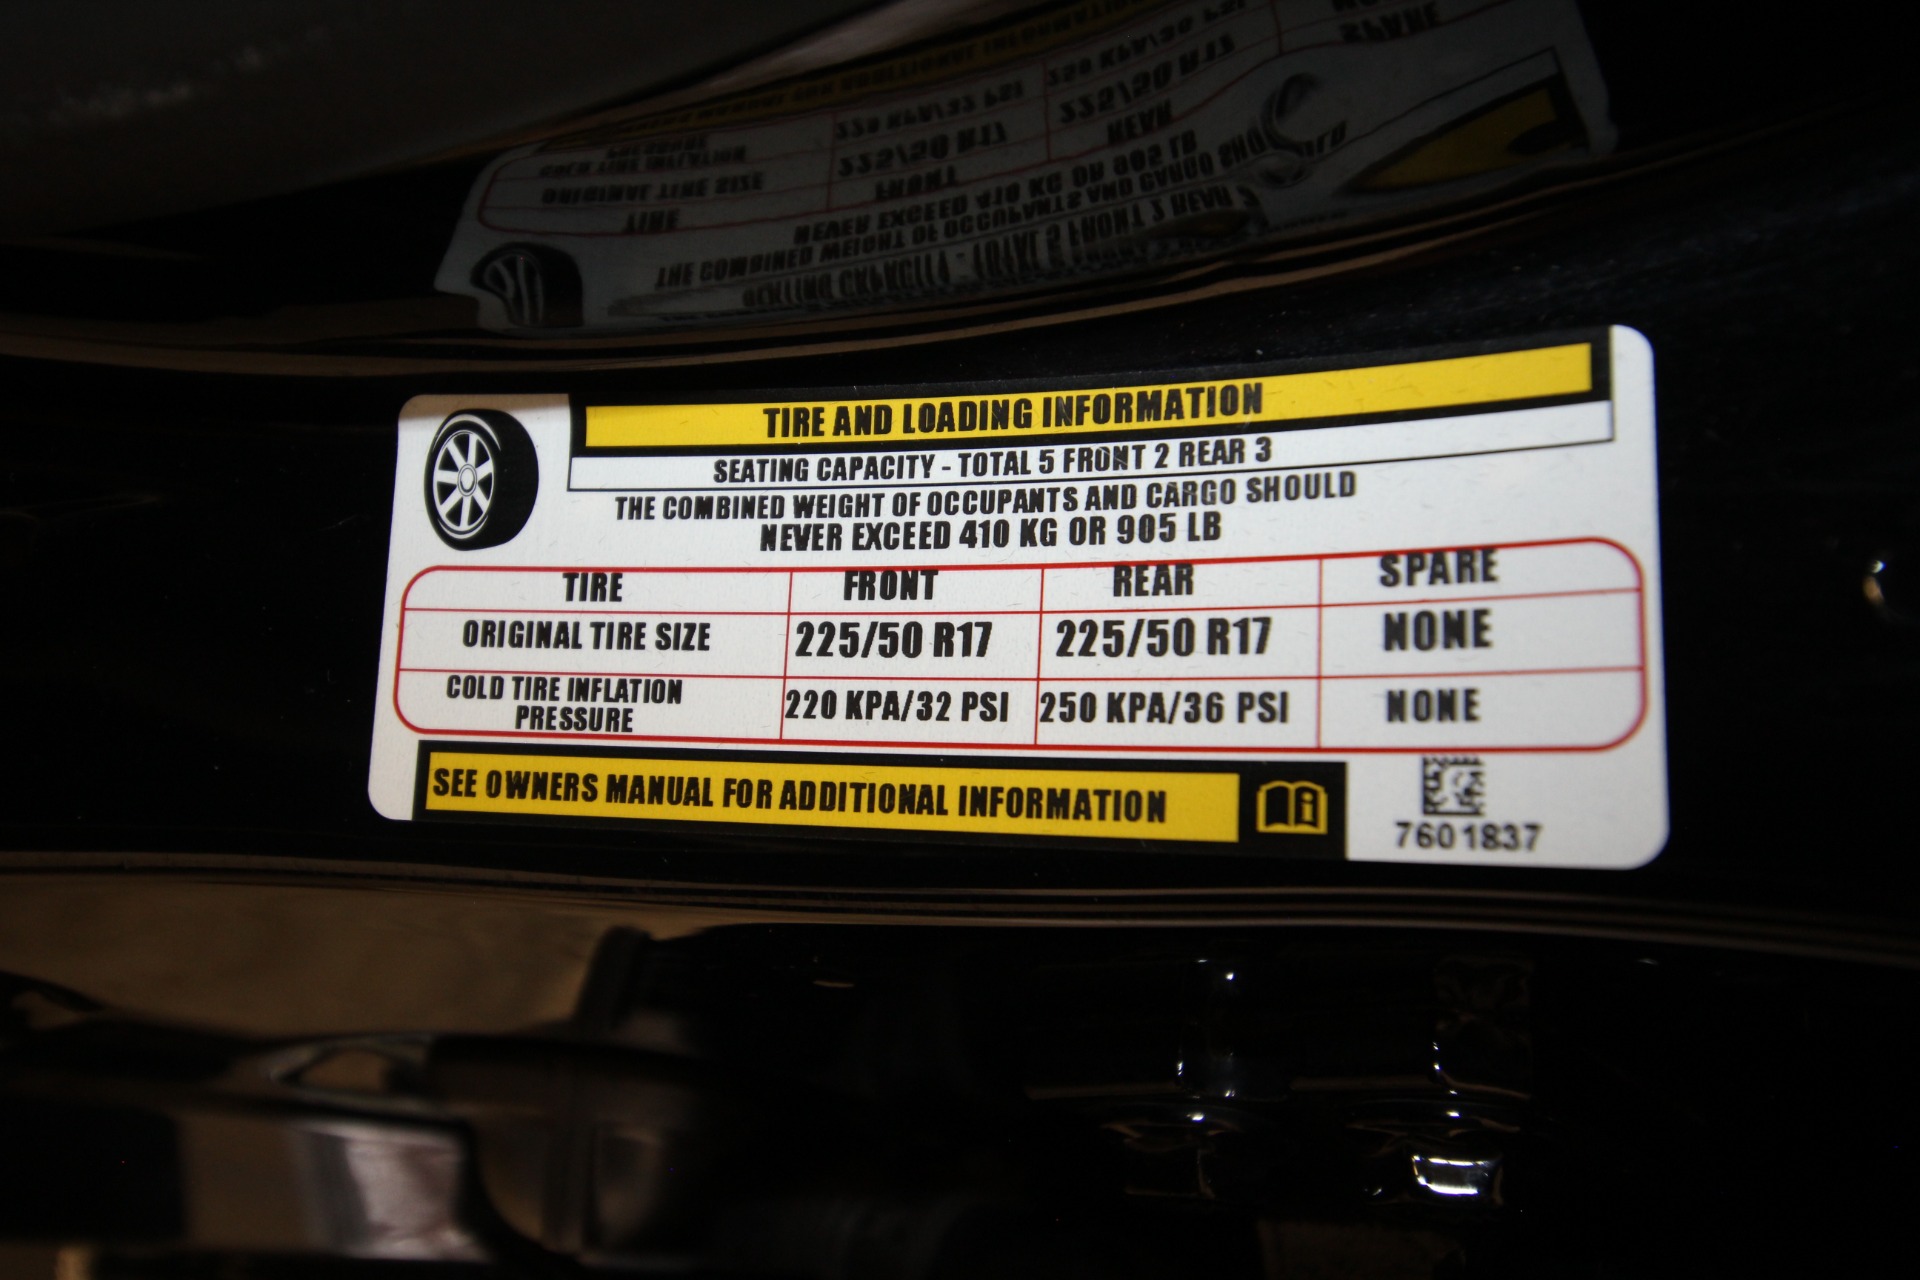 TIRE AND LOADING INFORMATION
SEATING CAPACITY - TOTAL 5 FRONT 2 REAR 3
THE COMBINED WEIGHT OF OCCUPANTS AND CARGO SHOULD
NEVER EXCEED 410 KG OR 905 LB
TIRE FRONT REAR SPARE
ORIGINAL TIRE SIZE 225/50 R17 225/50 R17 NONE
COLD TIRE INFLATION
PRESSURE 220 KPA/32 PSI 250 KPA/36 PSI NONE
SEE OWNERS MANUAL FOR ADDITIONAL INFORMATION
7601837